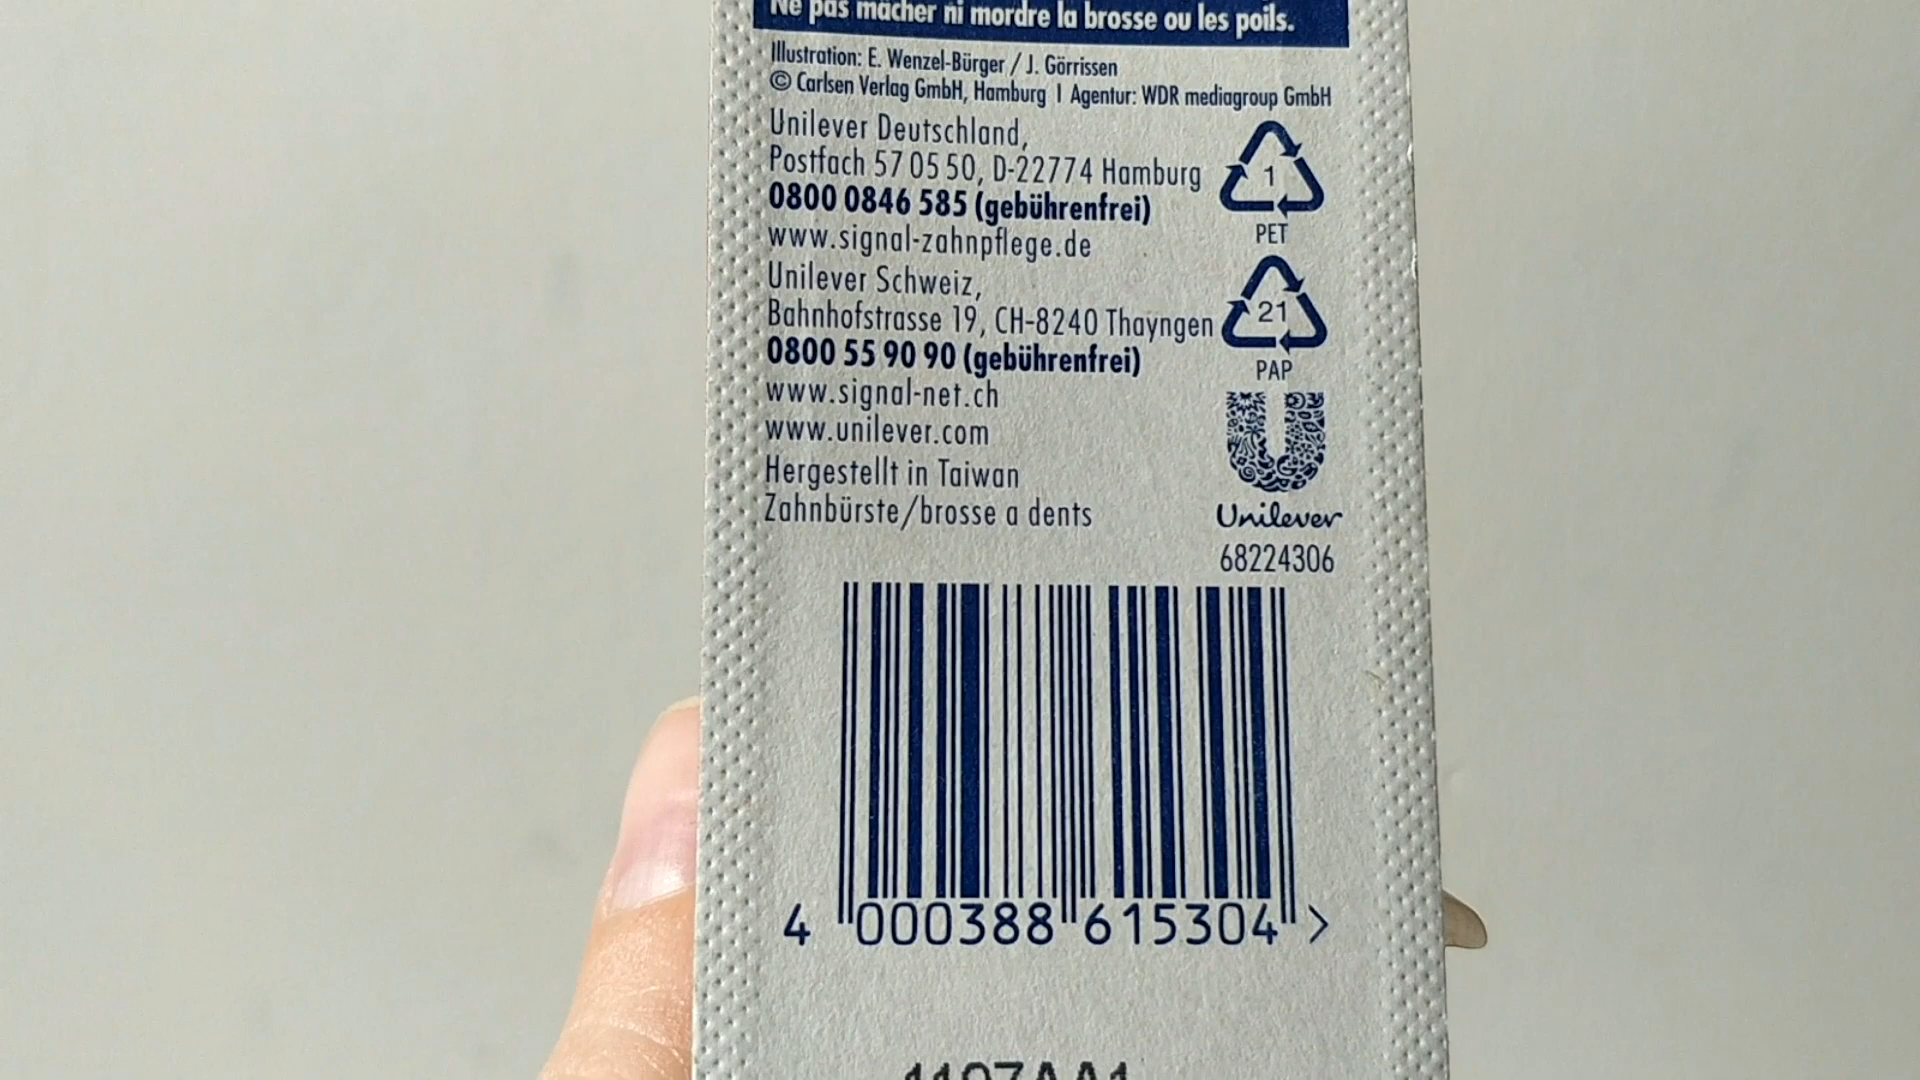 Ne pas mâcher ni mordre la brosse ou les poils.
Illustration: E. Wenzel-Bürger / J. Görrissen
© Carlsen Verlag GmbH, Hamburg I Agentur: WDR mediagroup GmbH
Unilever Deutschland,
Postfach 57 05 50, D-22774 Hamburg
0800 0846 585 (gebührenfrei)
www.signal-zahnpflege.de
Unilever Schweiz,
Bahnhofstrasse 19, CH-8240 Thayngen
0800 55 90 90 (gebührenfrei)
www.signal-net.ch
www.unilever.com
Hergestellt in Taiwan
Zahnbürste/brosse a dents
1
PET
21
PAP
Unilever
68224306
4 000388 615304 >